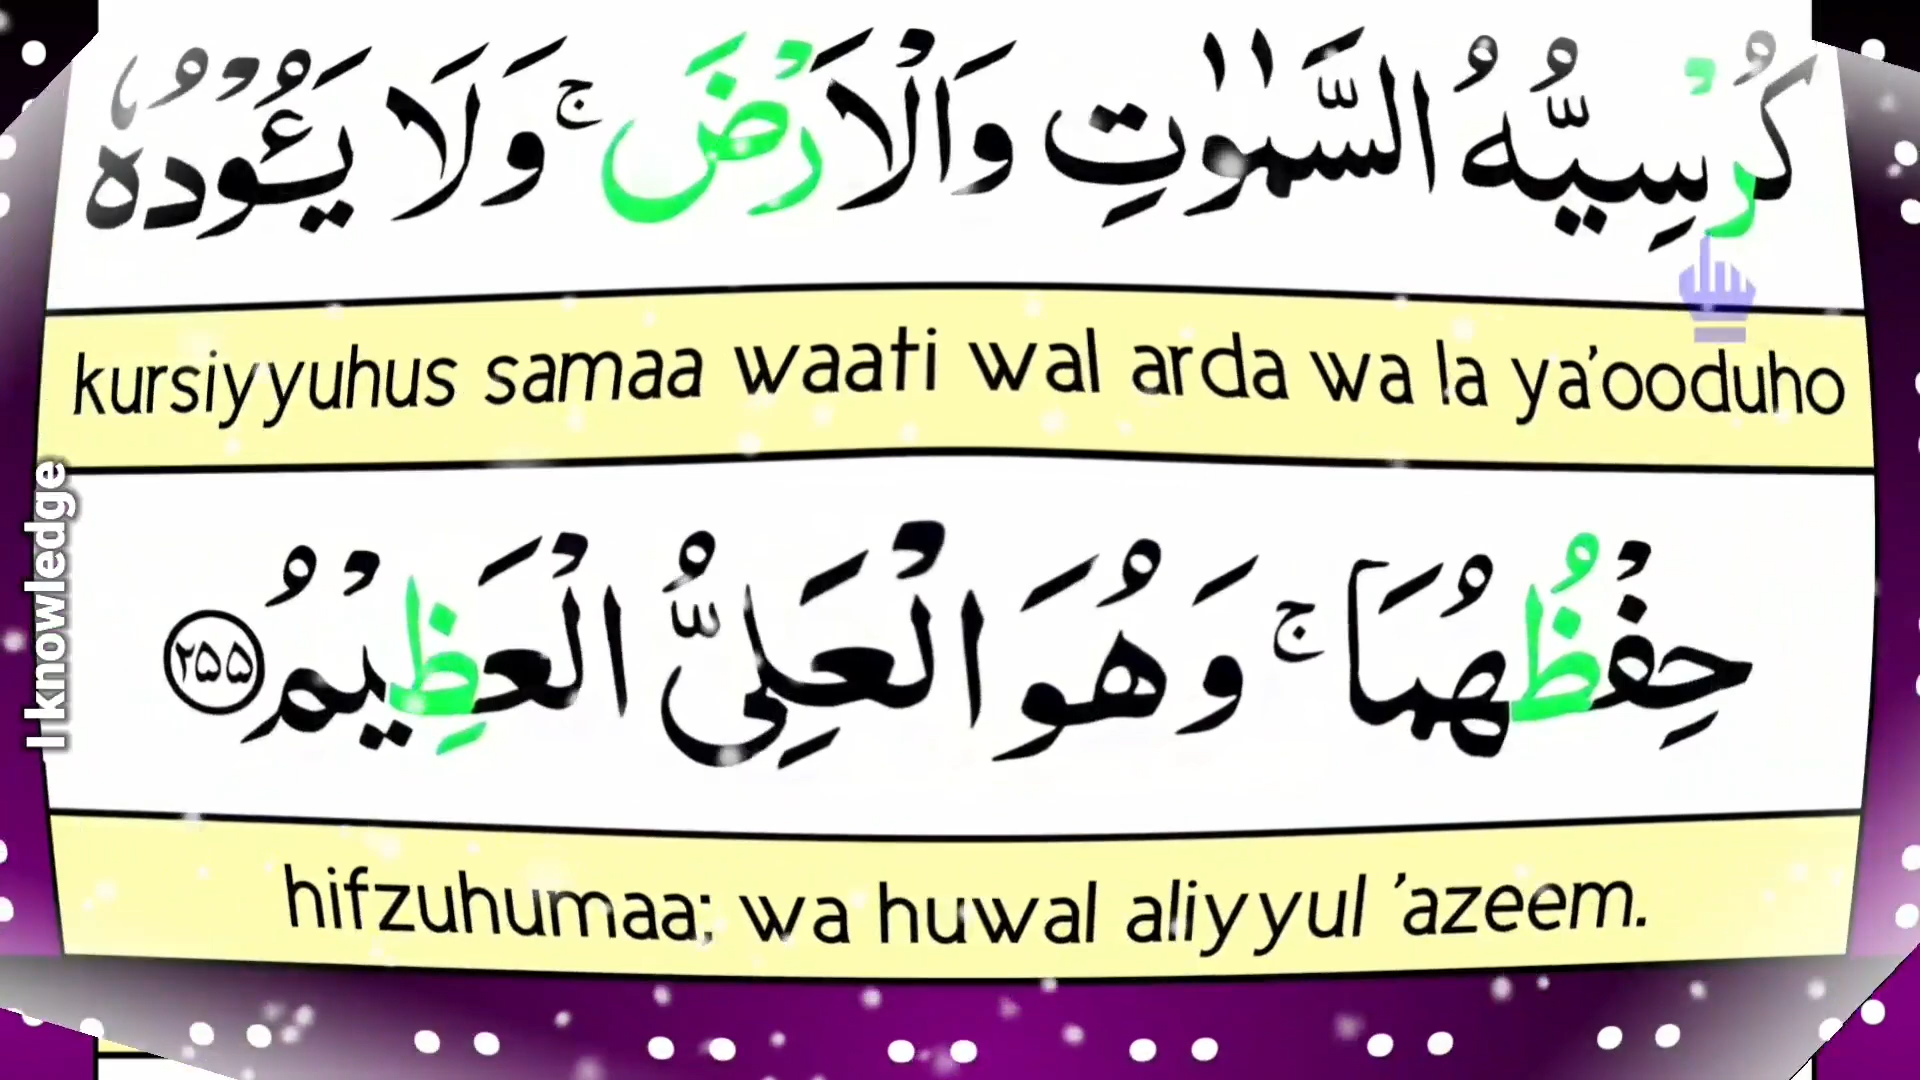 كُرْسِيُّهُ السَّمٰوٰتِ وَالْاَرْضَ ۚ وَلَا يَـُٔوْدُهٗ
kursiyyuhus samaa waati wal arda wa la ya'ooduho
حِفْظُهُمَا ۚ وَهُوَ الْعَلِىُّ الْعَظِيْمُ ۲۵۵
hifzuhumaa; wa huwal aliyyul 'azeem.
I knowledge